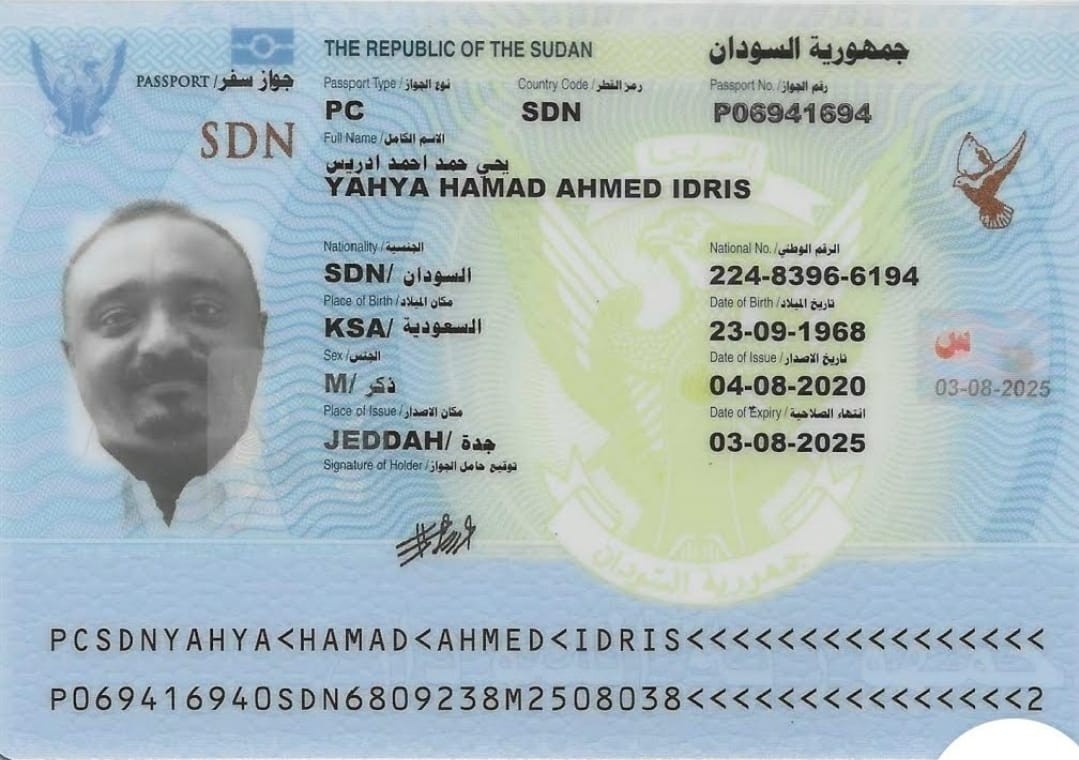 THE REPUBLIC OF THE SUDAN
جمهورية السودان
PASSPORT / جواز سفر
SDN
Passport Type / نوع الجواز
Country Code / رمز القطر
Passport No. / رقم الجواز
PC
SDN
P06941694
Full Name / الاسم الكامل
يحي حمد احمد ادريس
YAHYA HAMAD AHMED IDRIS
Nationality / الجنسية
National No. / الرقم الوطني
SDN/ السودان
224-8396-6194
Place of Birth / مكان الميلاد
Date of Birth / تاريخ الميلاد
KSA/ السعودية
23-09-1968
Sex / الجنس
Date of Issue / تاريخ الاصدار
M/ ذكر
04-08-2020
س
03-08-2025
Place of Issue / مكان الاصدار
Date of Expiry / انتهاء الصلاحية
JEDDAH/ جدة
03-08-2025
Signature of Holder / توقيع حامل الجواز
جمهورية السودان
PCSDNYAHYA<HAMAD<AHMED<IDRIS<<<<<<<<<<<<<<<<
P069416940SDN6809238M2508038<<<<<<<<<<<<<<<2